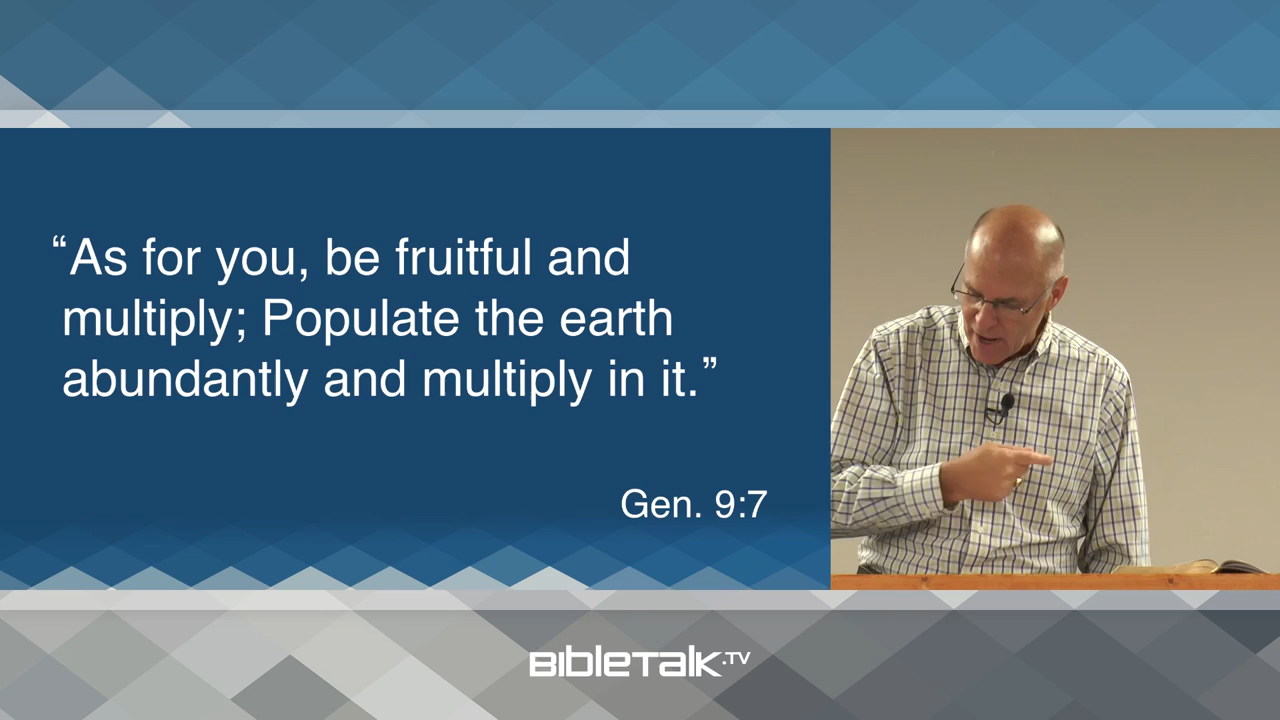 “As for you, be fruitful and
multiply; Populate the earth
abundantly and multiply in it.”
Gen. 9:7
BIBLETALK.TV